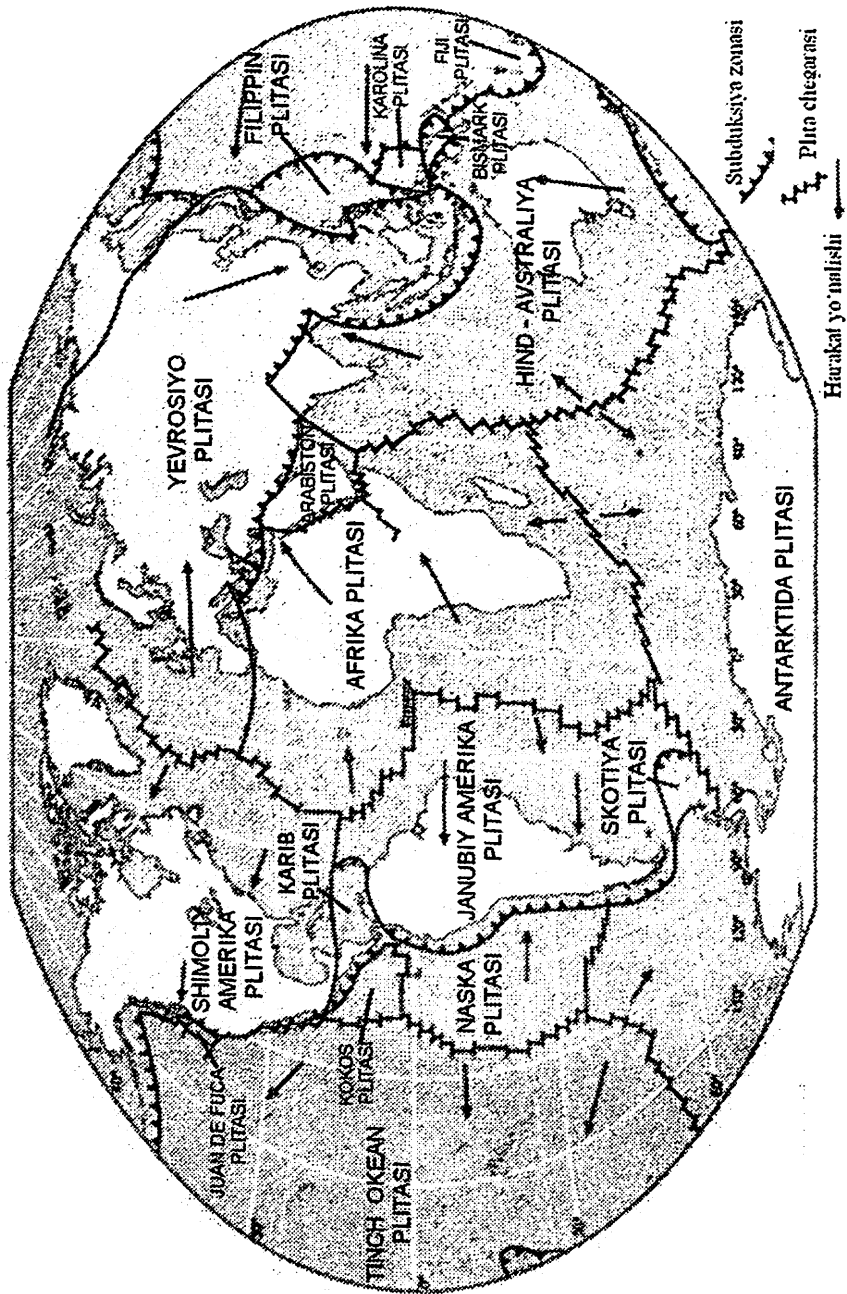 YEVROSIYO
PLITASI
FILIPPIN
PLITASI
KAROLINA
PLITASI
FIJI
PLITASI
BISMARK
PLITASI
SHIMOLIY
AMERIKA
PLITASI
JUAN DE FUCA
PLITASI
KARIB
PLITASI
KOKOS
PLITASI
TINCH OKEAN
PLITASI
NASKA
PLITASI
JANUBIY AMERIKA
PLITASI
SKOTIYA
PLITASI
AFRIKA PLITASI
ARABISTON
PLITASI
HIND - AVSTRALIYA
PLITASI
ANTARKTIDA PLITASI
Subduksiya zonasi
Plita chegarasi
Harakat yo'nalishi